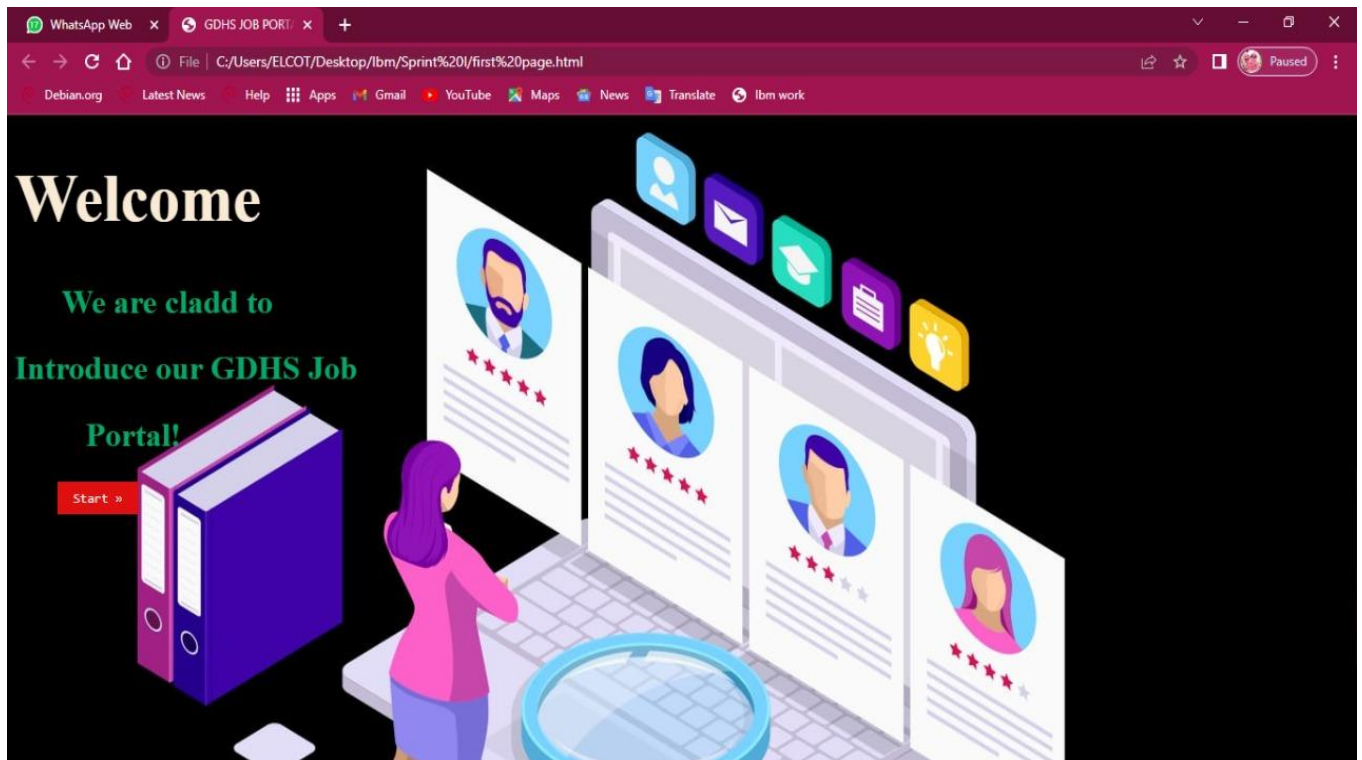 WhatsApp Web
GDHS JOB PORT
File | C:/Users/ELCOT/Desktop/Ibm/Sprint%20I/first%20page.html
Paused
Debian.org Latest News Help Apps Gmail YouTube Maps News Translate Ibm work
Welcome
We are cladd to
Introduce our GDHS Job
Portal!
Start »